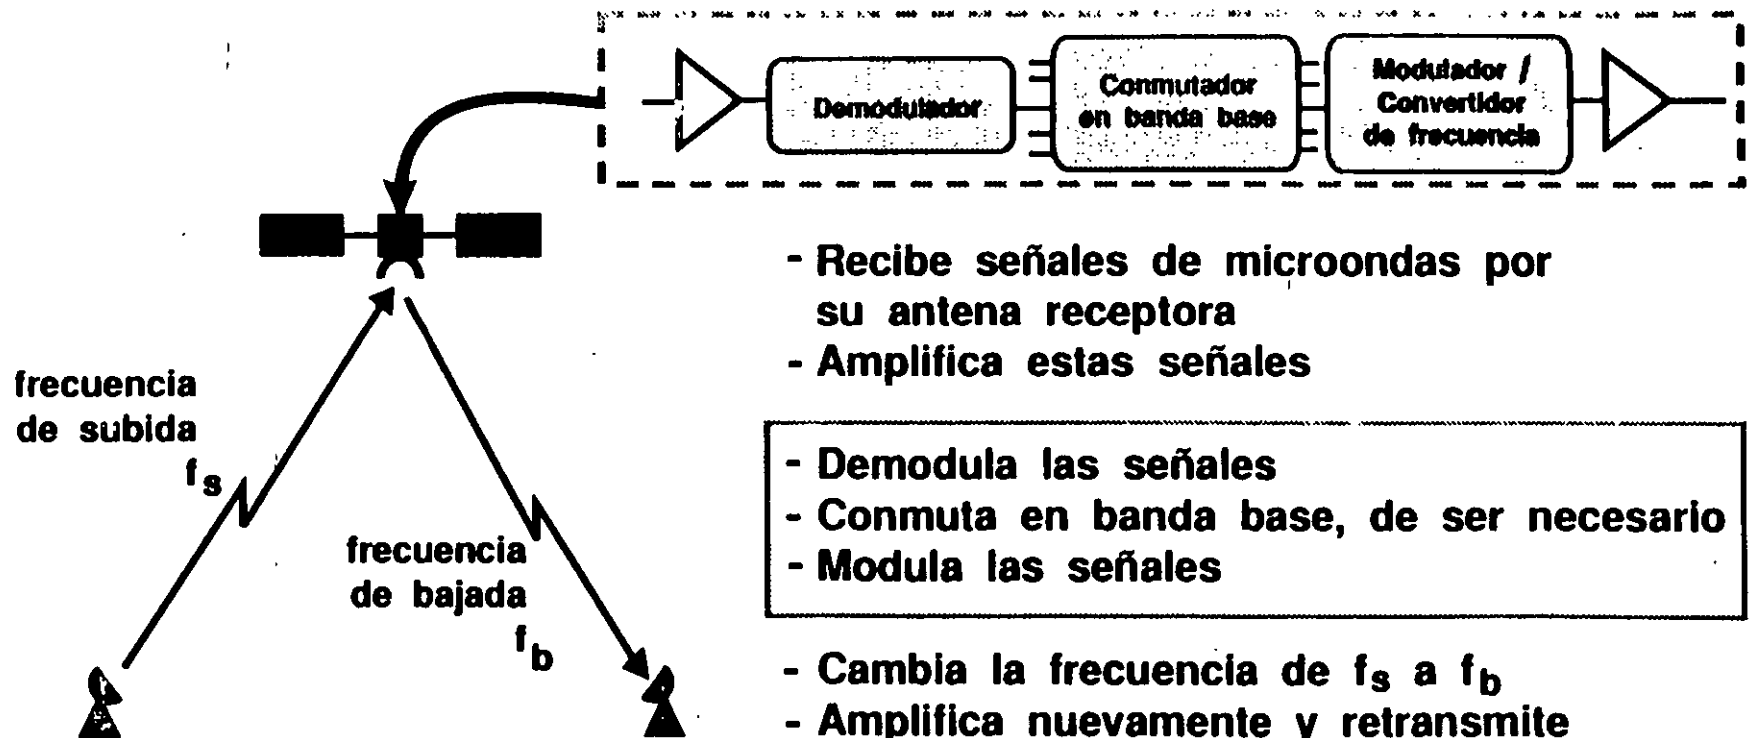 Demodulador
Conmutador
en banda base
Modulador /
Convertidor
de frecuencia
- Recibe señales de microondas por
su antena receptora
- Amplifica estas señales
frecuencia
de subida
fs
- Demodula las señales
- Conmuta en banda base, de ser necesario
- Modula las señales
frecuencia
de bajada
fb
- Cambia la frecuencia de fs a fb
- Amplifica nuevamente y retransmite